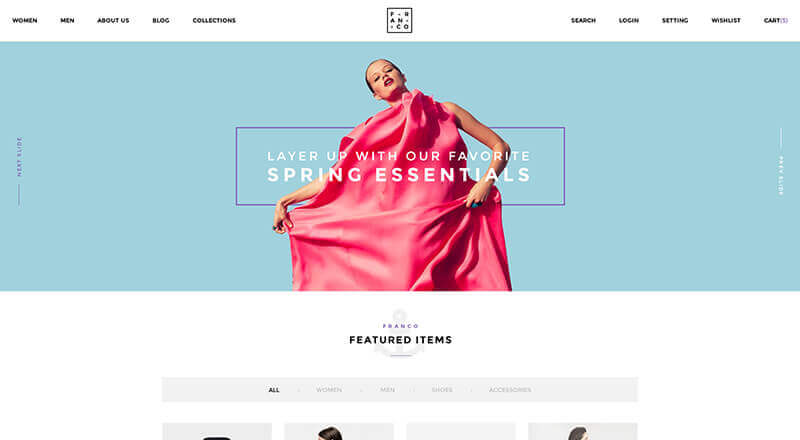 WOMEN MEN ABOUT US BLOG COLLECTIONS
F R
AN
CO
SEARCH LOGIN SETTING WISHLIST CART(5)
NEXT SLIDE
LAYER UP WITH OUR FAVORITE
SPRING ESSENTIALS
PREV SLIDE
FRANCO
FEATURED ITEMS
ALL WOMEN MEN SHOES ACCESSORIES